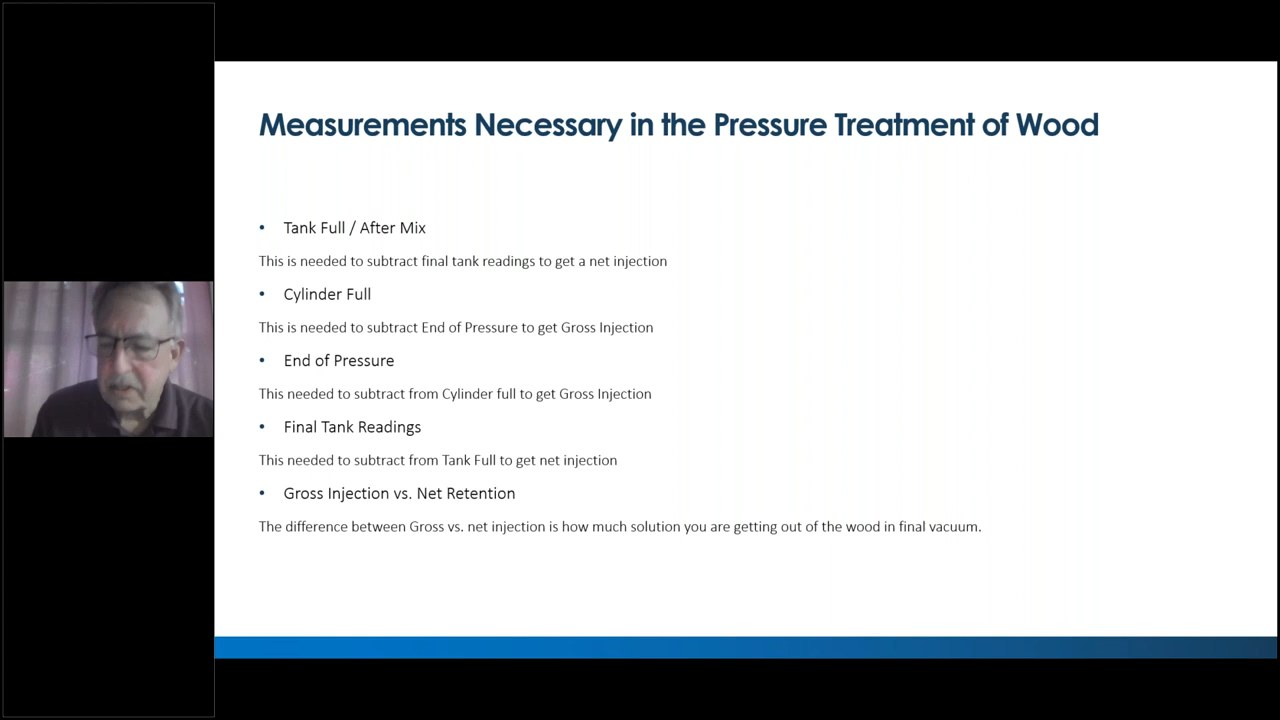 Measurements Necessary in the Pressure Treatment of Wood
• Tank Full / After Mix
This is needed to subtract final tank readings to get a net injection
• Cylinder Full
This is needed to subtract End of Pressure to get Gross Injection
• End of Pressure
This needed to subtract from Cylinder full to get Gross Injection
• Final Tank Readings
This needed to subtract from Tank Full to get net injection
• Gross Injection vs. Net Retention
The difference between Gross vs. net injection is how much solution you are getting out of the wood in final vacuum.